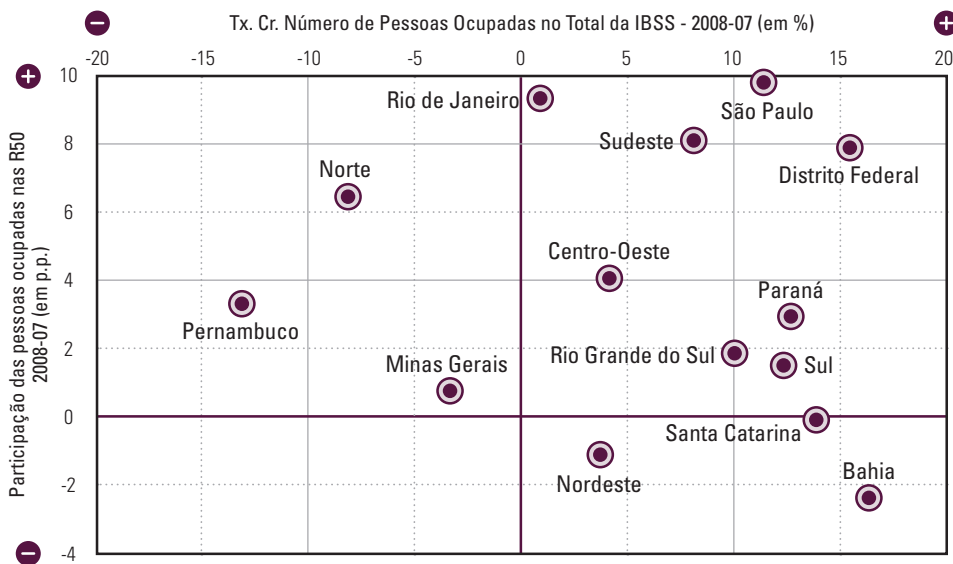 Tx. Cr. Número de Pessoas Ocupadas no Total da IBSS - 2008-07 (em %)
-20 -15 -10 -5 0 5 10 15 20
Participação das pessoas ocupadas nas R50
2008-07 (em p.p.)
10
8
6
4
2
0
-2
-4
Rio de Janeiro
São Paulo
Sudeste
Distrito Federal
Norte
Centro-Oeste
Paraná
Pernambuco
Rio Grande do Sul
Sul
Minas Gerais
Santa Catarina
Nordeste
Bahia